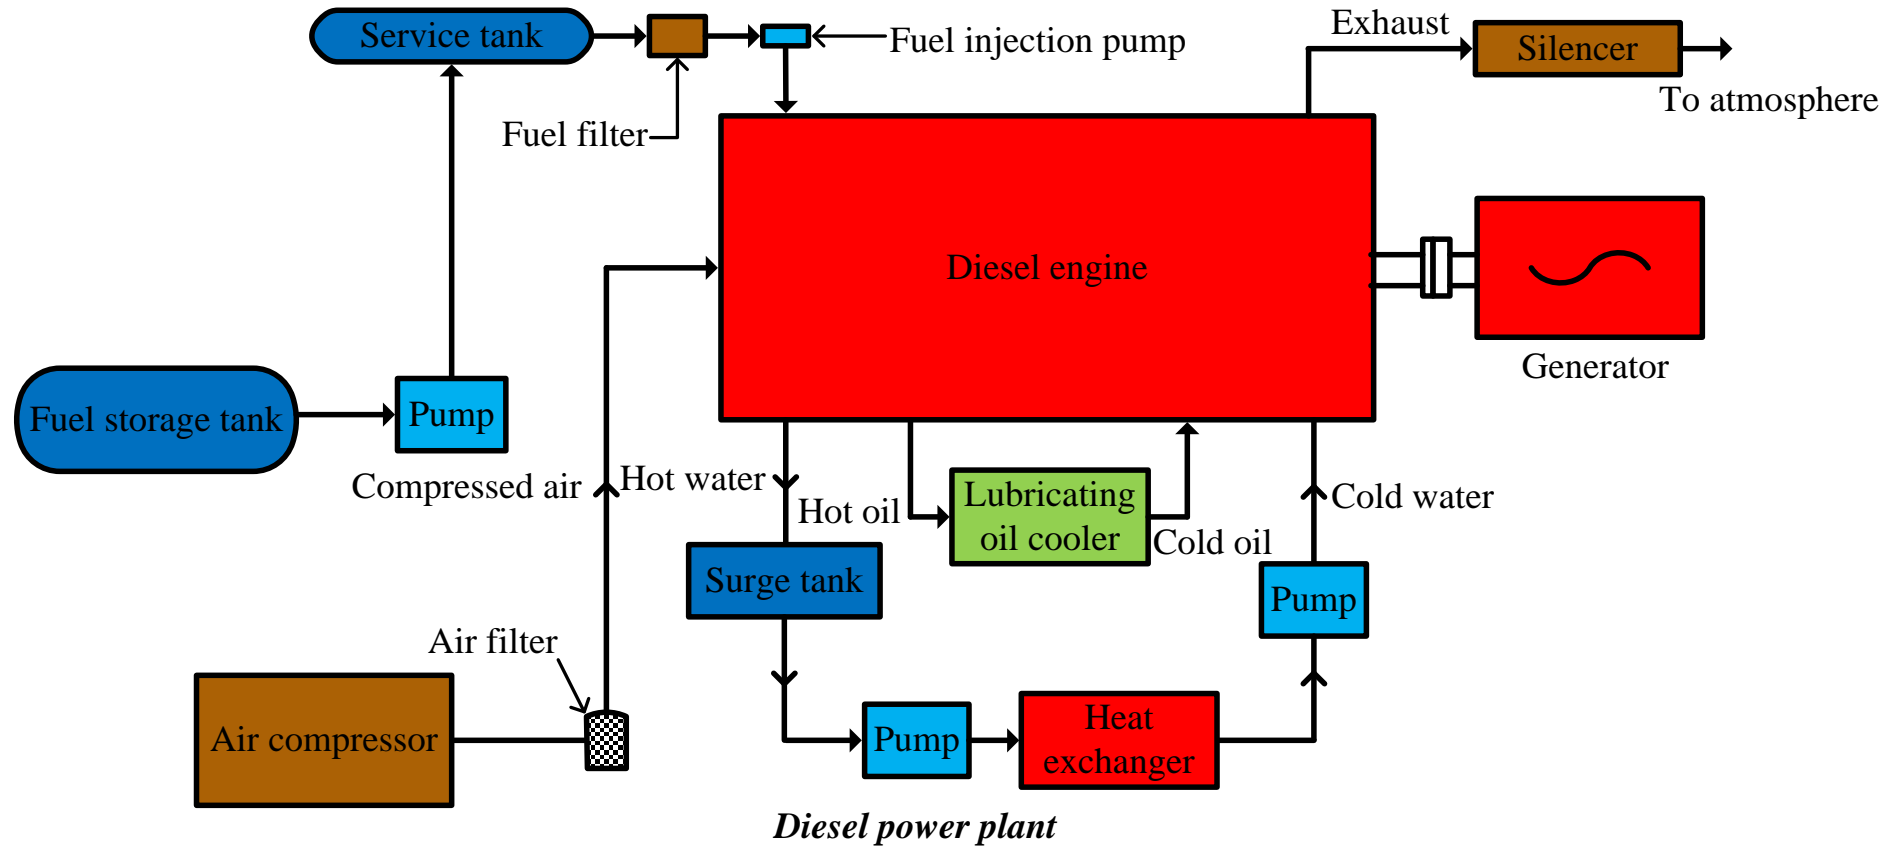 Exhaust
Service tank
Fuel injection pump
Silencer
To atmosphere
Fuel filter
Diesel engine
Generator
Fuel storage tank
Pump
Compressed air
Hot water
Hot oil
Lubricating
oil cooler
Cold oil
Cold water
Surge tank
Pump
Air filter
Air compressor
Pump
Heat
exchanger
Diesel power plant